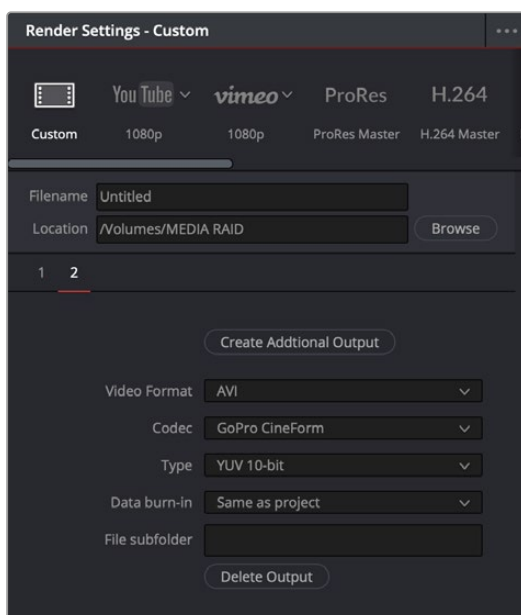 Render Settings - Custom
YouTube vimeo ProRes H.264
Custom 1080p 1080p ProRes Master H.264 Master
Filename Untitled
Location /Volumes/MEDIA RAID Browse
1 2
Create Addtional Output
Video Format AVI
Codec GoPro CineForm
Type YUV 10-bit
Data burn-in Same as project
File subfolder
Delete Output